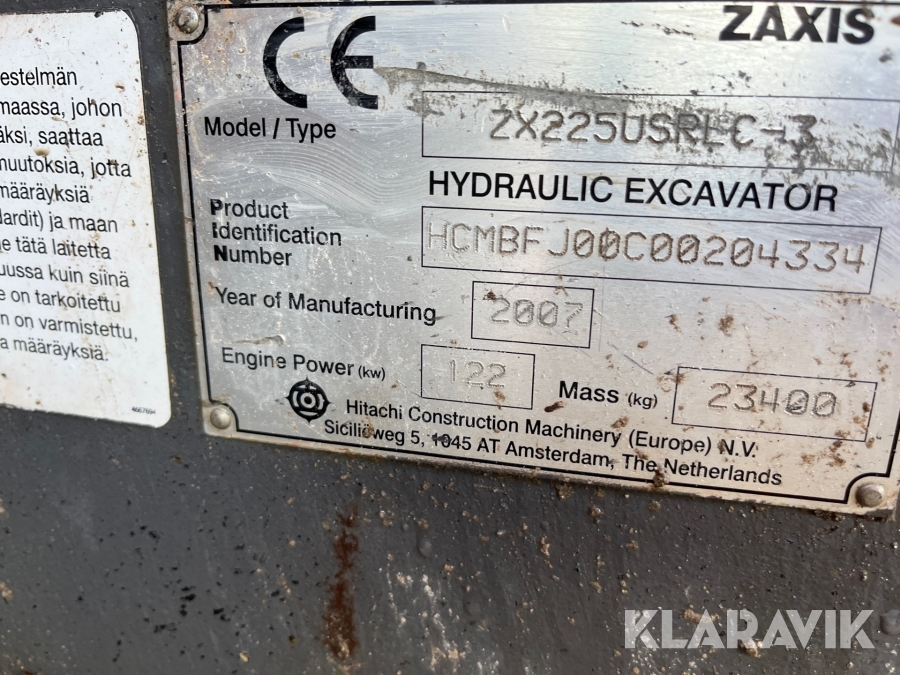 estelmän
maassa, johon
äksi, saattaa
muutoksia, jotta
määräyksiä
dardit) ja maan
e tätä laitetta
uussa kuin siinä
e on tarkoitettu
n on varmistettu,
a määräyksiä.
4667694
CE
ZAXIS
Model / Type
ZX225USRLC-3
HYDRAULIC EXCAVATOR
Product
Identification
Number
HCMBFJ00C00204334
Year of Manufacturing
2007
Engine Power (kw)
122
Mass (kg)
23400
Hitachi Construction Machinery (Europe) N.V.
Siciliëweg 5, 1045 AT Amsterdam, The Netherlands
KLARAVIK